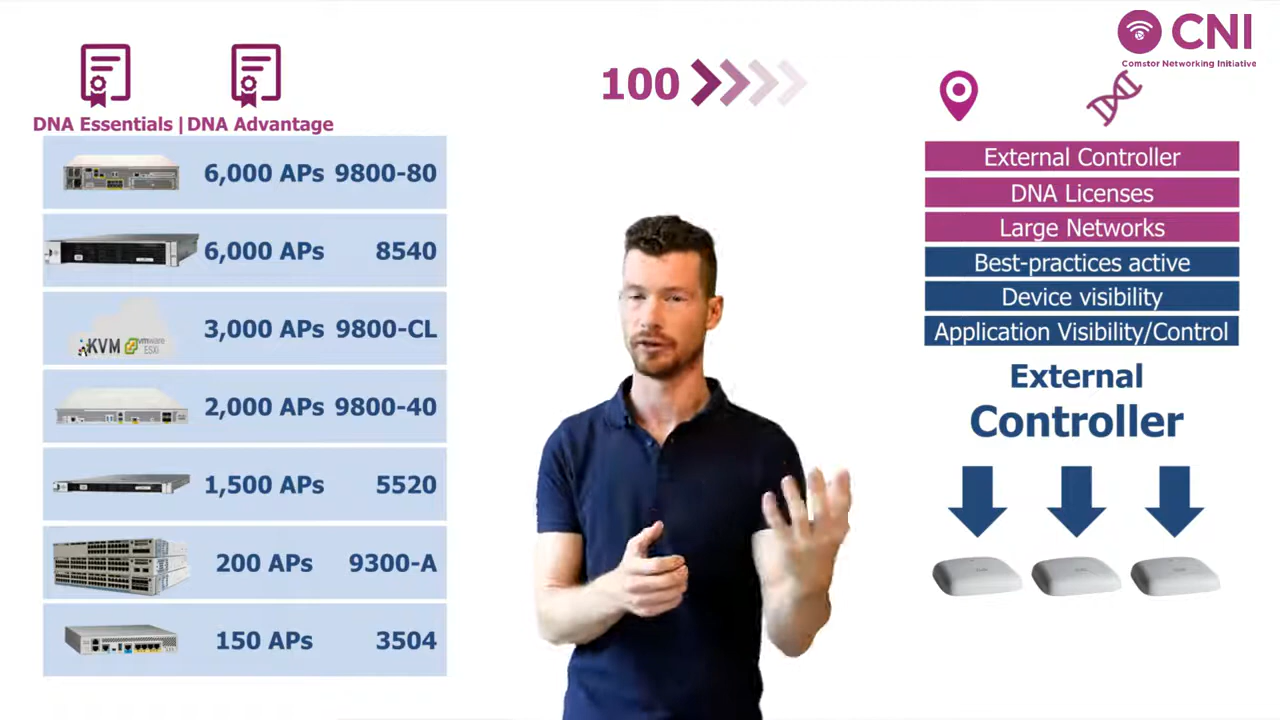 CNI
Comstor Networking Initiative
100
DNA Essentials | DNA Advantage
6,000 APs 9800-80
6,000 APs 8540
KVM vmware ESXi 3,000 APs 9800-CL
2,000 APs 9800-40
1,500 APs 5520
200 APs 9300-A
150 APs 3504
External Controller
DNA Licenses
Large Networks
Best-practices active
Device visibility
Application Visibility/Control
External
Controller